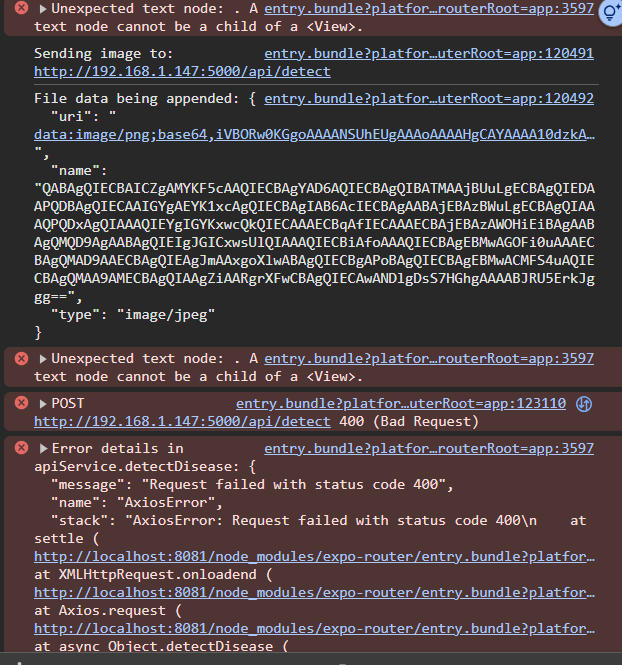 Unexpected text node: . A entry.bundle?platfor…routerRoot=app:3597
text node cannot be a child of a <View>.
Sending image to: entry.bundle?platfor…uterRoot=app:120491
http://192.168.1.147:5000/api/detect
File data being appended: { entry.bundle?platfor…uterRoot=app:120492
"uri": "
data:image/png;base64,iVBORw0KGgoAAAANSUhEUgAAAoAAAAHgCAYAAAA10dzkA…
",
"name":
"QABAgQIECBAICZgAMYKF5cAAQIECBAgYAD6AQIECBAgQIBATMAAjBUuLgECBAgQIEDA
APQDBAgQIECAAIGYgAEYK1xcAgQIECBAgIAB6AcIECBAgAABAjEBAzBWuLgECBAgQIAA
AQPQDxAgQIAAAQIEYgIGYKxwcQkQIECAAAECBqAfIECAAAECBAjEBAzAWOHiEiBAgAAB
AgQMQD9AgAABAgQIEIgJGICxwsUlQIAAAQIECBiAfoAAAQIECBAgEBMwAGOFi0uAAAEC
BAgQMAD9AAECBAgQIEAgJmAAxgoXlwABAgQIECBgAPoBAgQIECBAgEBMwACMFS4uAQIE
CBAgQMAA9AMECBAgQIAAgZiAARgrXFwCBAgQIECAwANDlgDsS7HGhgAAAABJRU5ErkJg
gg==",
"type": "image/jpeg"
}
Unexpected text node: . A entry.bundle?platfor…routerRoot=app:3597
text node cannot be a child of a <View>.
POST entry.bundle?platfor…uterRoot=app:123110
http://192.168.1.147:5000/api/detect 400 (Bad Request)
Error details in entry.bundle?platfor…routerRoot=app:3597
apiService.detectDisease: {
"message": "Request failed with status code 400",
"name": "AxiosError",
"stack": "AxiosError: Request failed with status code 400\n at
settle (
http://localhost:8081/node_modules/expo-router/entry.bundle?platfor…
at XMLHttpRequest.onloadend (
http://localhost:8081/node_modules/expo-router/entry.bundle?platfor…
at Axios.request (
http://localhost:8081/node_modules/expo-router/entry.bundle?platfor…
at async Object.detectDisease (